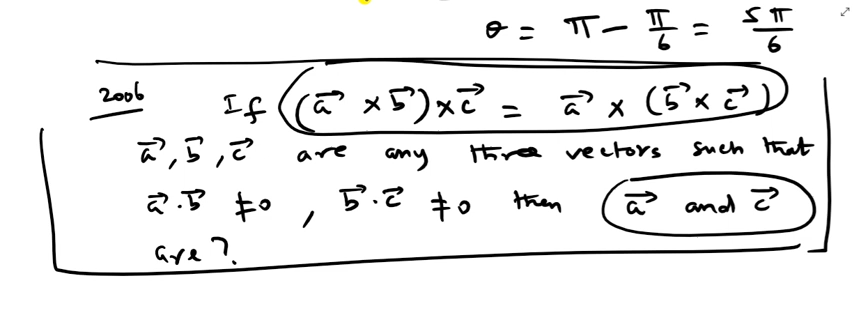 θ = π − π/6 = 5π/6
2006 If (a⃗ × b⃗) × c⃗ = a⃗ × (b⃗ × c⃗)
a⃗, b⃗, c⃗ are any three vectors such that
a⃗.b⃗ ≠ 0, b⃗.c⃗ ≠ 0 then a⃗ and c⃗
are?.